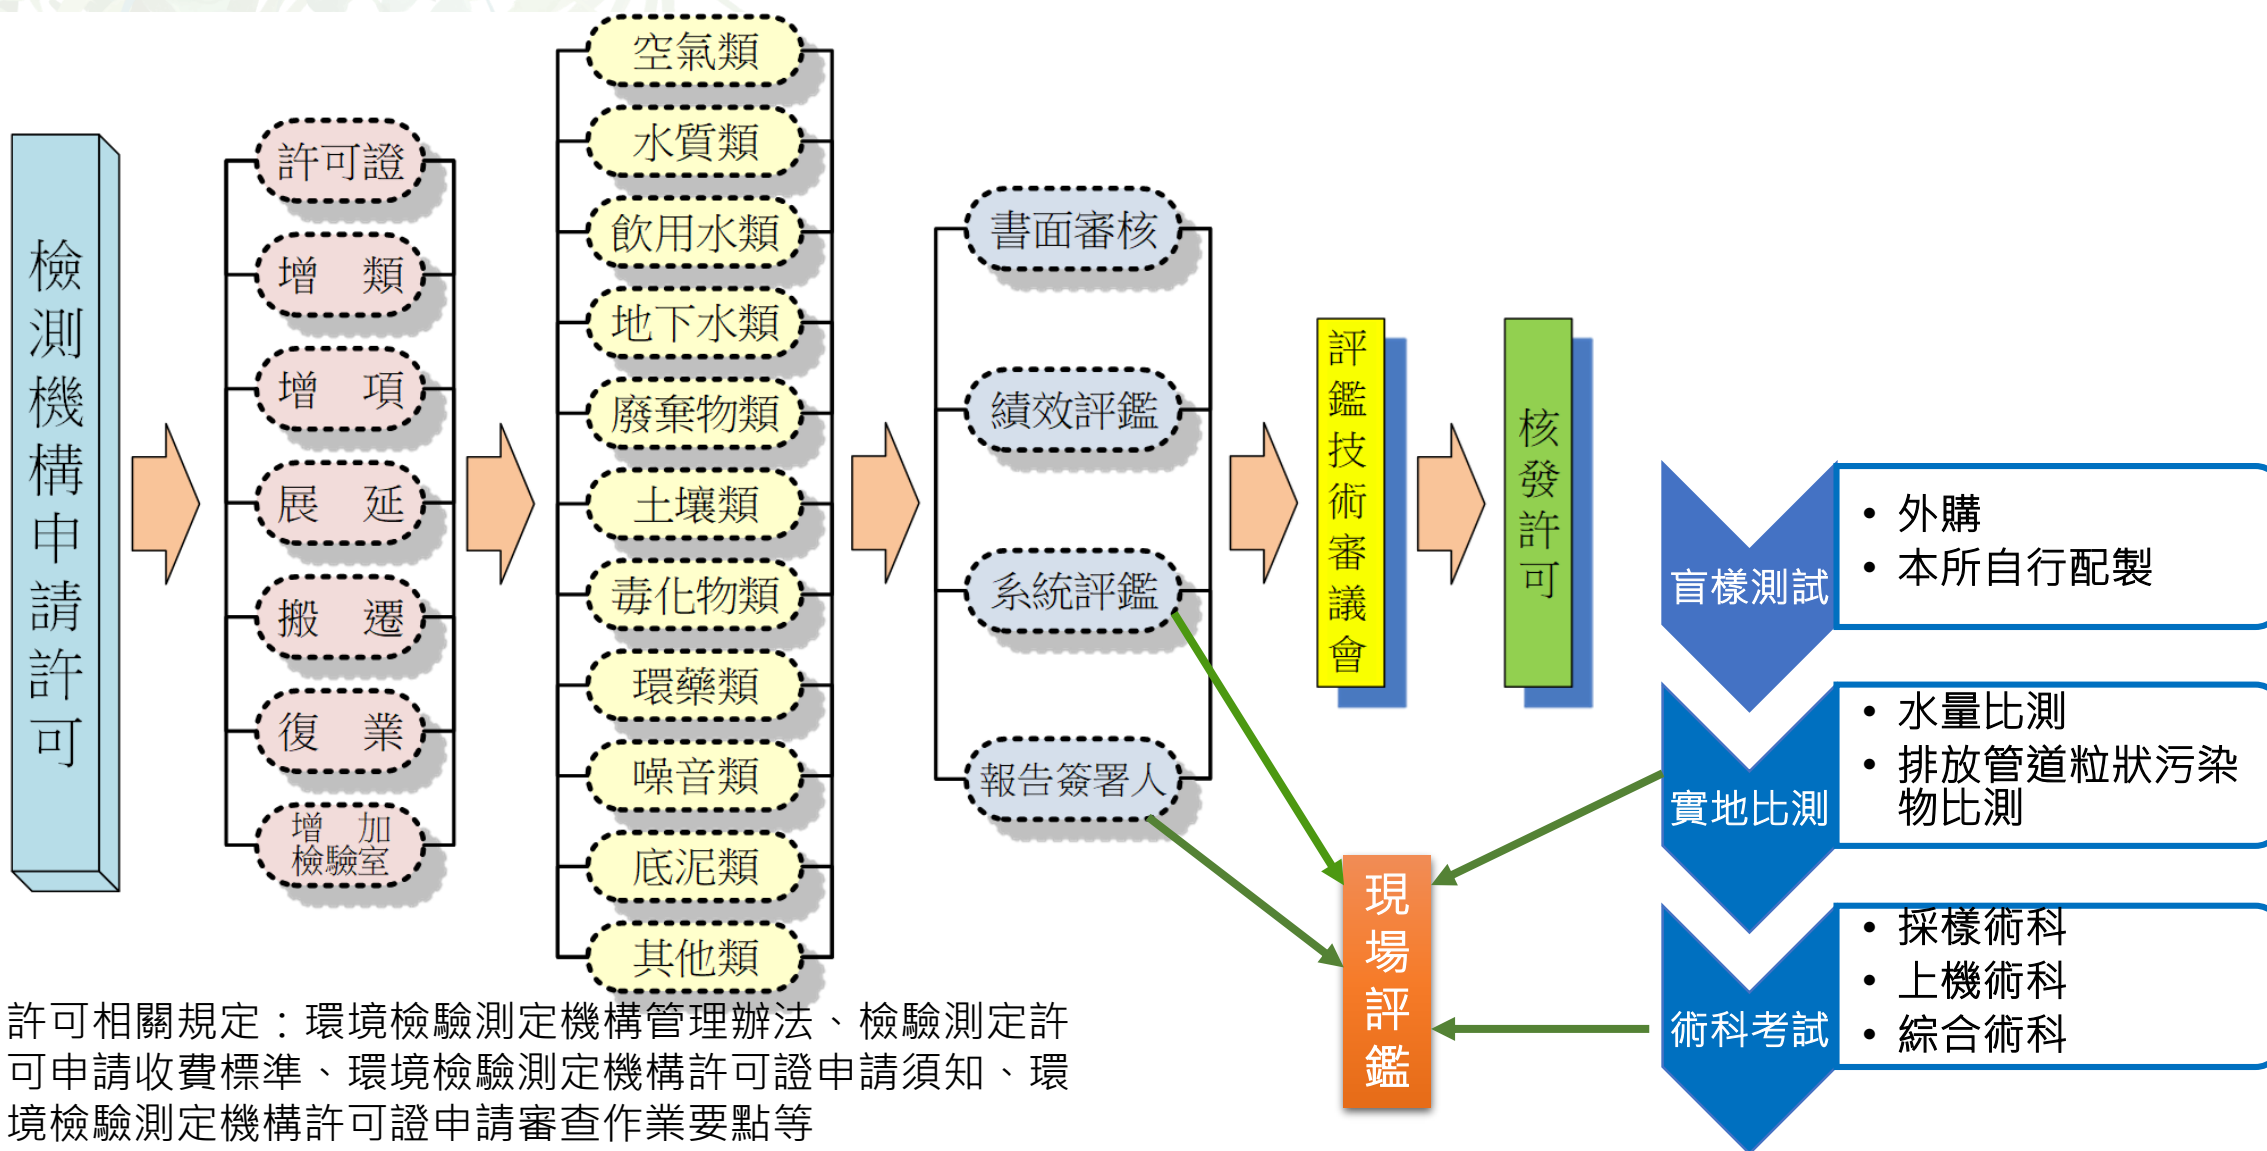 檢測機構申請許可
許可證
增　類
增　項
展　延
搬　遷
復　業
增　加
檢驗室
空氣類
水質類
飲用水類
地下水類
廢棄物類
土壤類
毒化物類
環藥類
噪音類
底泥類
其他類
書面審核
績效評鑑
系統評鑑
報告簽署人
評鑑技術審議會
核發許可
現場評鑑
盲樣測試
• 外購
• 本所自行配製
實地比測
• 水量比測
• 排放管道粒狀污染
物比測
術科考試
• 採樣術科
• 上機術科
• 綜合術科
許可相關規定：環境檢驗測定機構管理辦法、檢驗測定許
可申請收費標準、環境檢驗測定機構許可證申請須知、環
境檢驗測定機構許可證申請審查作業要點等